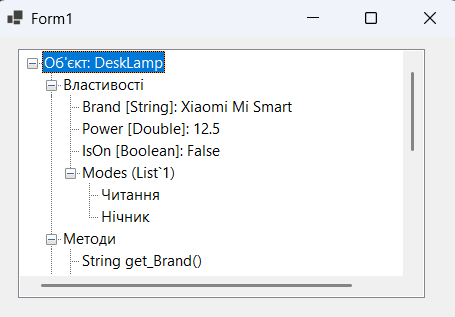 Form1
Об'єкт: DeskLamp
Властивості
Brand [String]: Xiaomi Mi Smart
Power [Double]: 12.5
IsOn [Boolean]: False
Modes (List`1)
Читання
Нічник
Методи
String get_Brand()